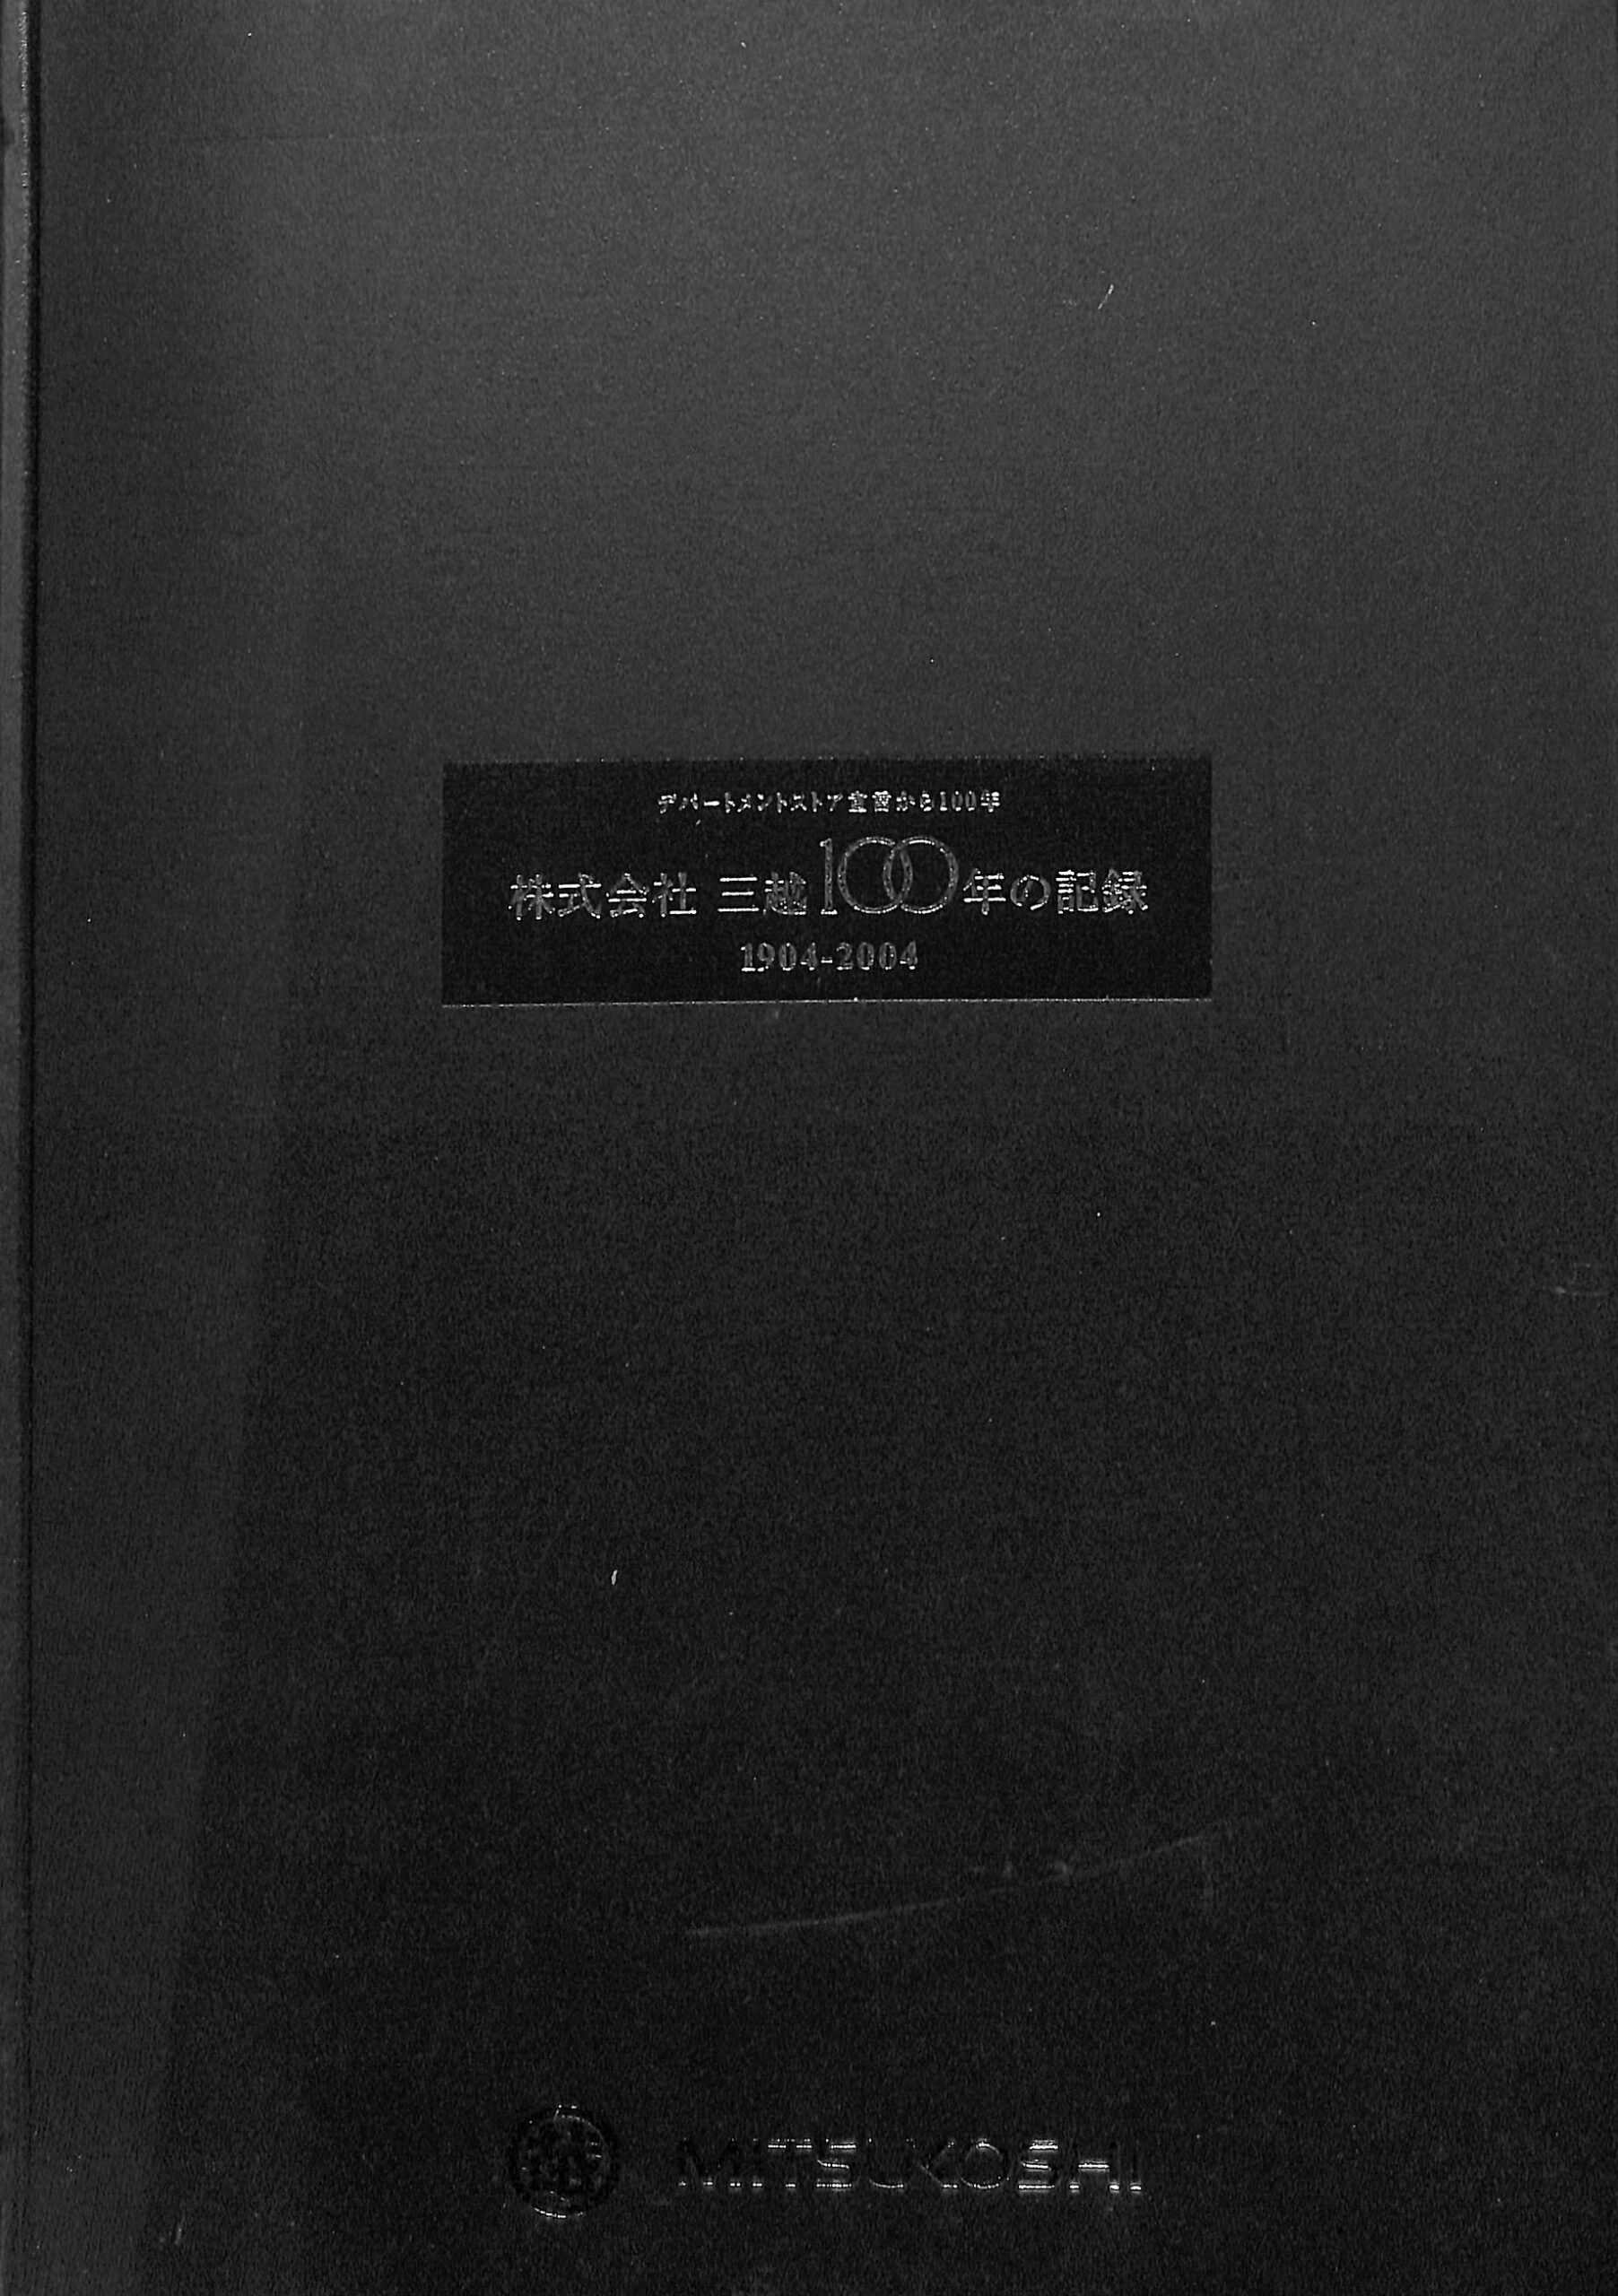 デパートメントストア宣言から100年
株式会社 三越100年の記録
1904-2004
越 MITSUKOSHI